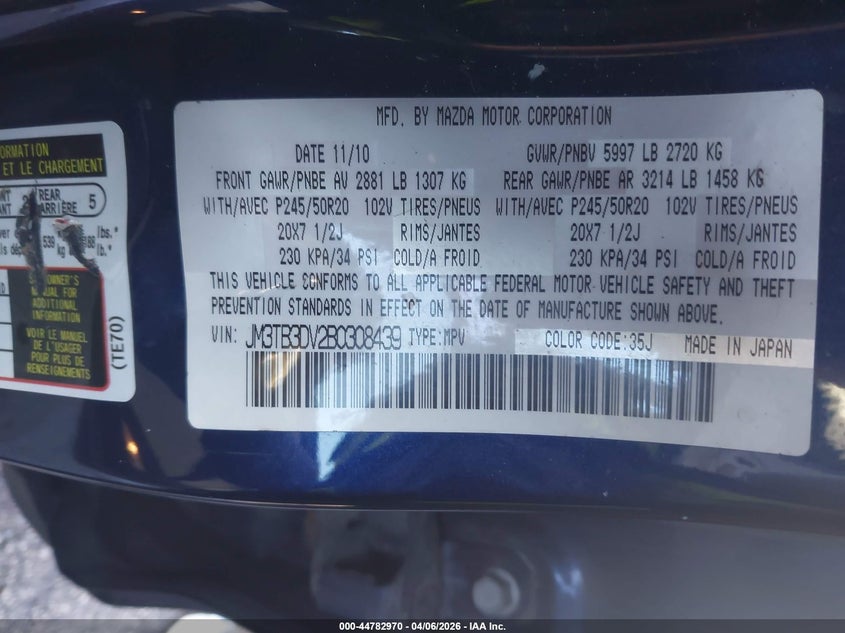 MFD. BY MAZDA MOTOR CORPORATION
DATE 11/10
GVWR/PNBV 5997 LB 2720 KG
FRONT GAWR/PNBE AV 2881 LB 1307 KG
REAR GAWR/PNBE AR 3214 LB 1458 KG
WITH/AVEC P245/50R20 102V TIRES/PNEUS
WITH/AVEC P245/50R20 102V TIRES/PNEUS
20X7 1/2J RIMS/JANTES
20X7 1/2J RIMS/JANTES
230 KPA/34 PSI COLD/A FROID
230 KPA/34 PSI COLD/A FROID
THIS VEHICLE CONFORMS TO ALL APPLICABLE FEDERAL MOTOR VEHICLE SAFETY AND THEFT
PREVENTION STANDARDS IN EFFECT ON THE DATE OF MANUFACTURE SHOWN ABOVE.
VIN: JM3TB3DV2B0308439 TYPE:MPV COLOR CODE:35J MADE IN JAPAN
ET LE CHARGEMENT
REAR
ARRIÈRE 5
539
kg
lb.*
OWNER'S
FOR
ADDITIONAL
INFORMATION
VOIR LE MANUEL
DE L'USAGER
POUR PLUS DE
RENSEIGNEMENTS
(TE70)
000-44782970 - 04/06/2026 - IAA Inc.